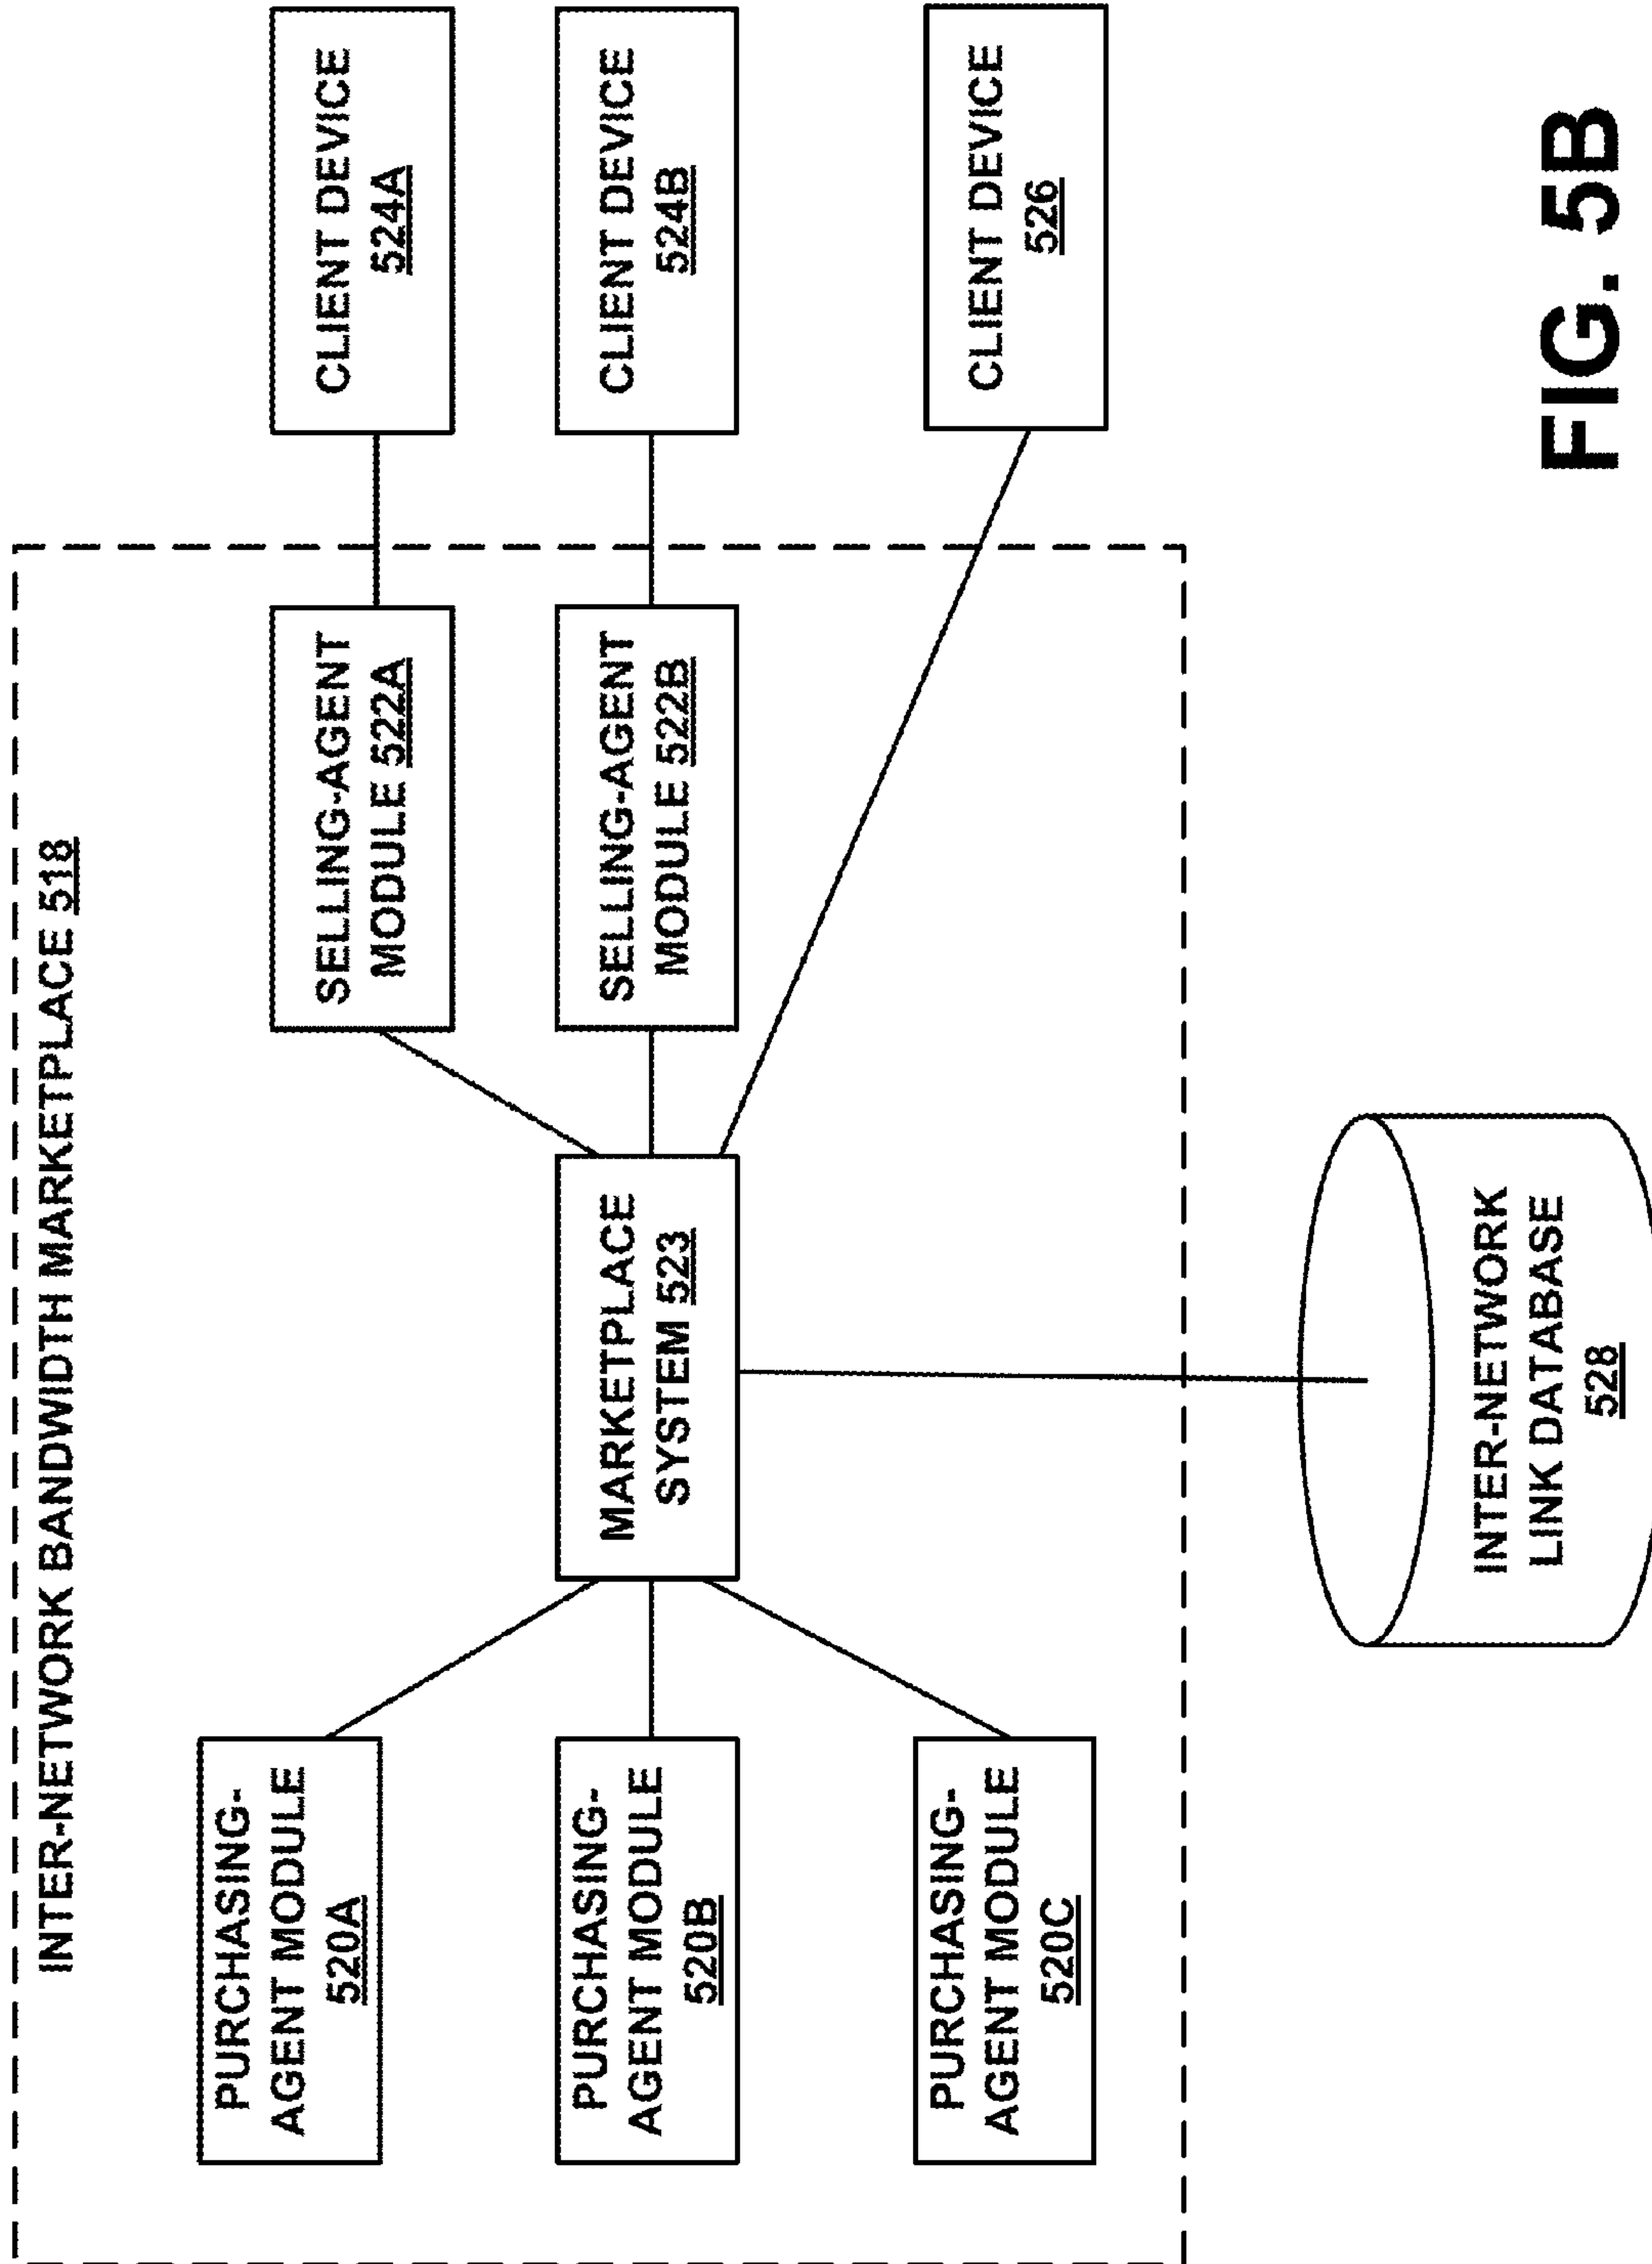 INTER-NETWORK BANDWIDTH MARKETPLACE 518
PURCHASING-
AGENT MODULE
520A
PURCHASING-
AGENT MODULE
520B
PURCHASING-
AGENT MODULE
520C
MARKETPLACE
SYSTEM 523
SELLING-AGENT
MODULE 522A
SELLING-AGENT
MODULE 522B
CLIENT DEVICE
524A
CLIENT DEVICE
524B
CLIENT DEVICE
526
INTER-NETWORK
LINK DATABASE
528
FIG. 5B